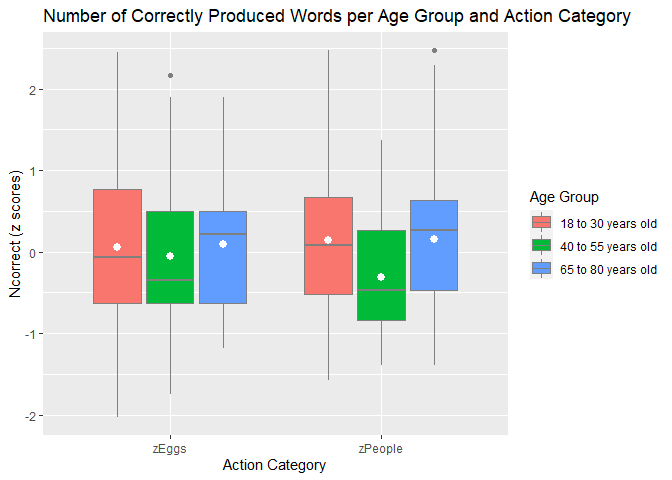 Number of Correctly Produced Words per Age Group and Action Category
Ncorrect (z scores)
2
1
0
-1
-2
zEggs
zPeople
Action Category
Age Group
18 to 30 years old
40 to 55 years old
65 to 80 years old